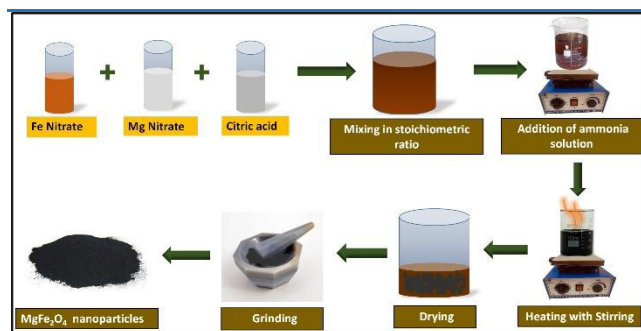 Fe Nitrate
Mg Nitrate
Citric acid
Mixing in stoichiometric
ratio
Addition of ammonia
solution
Heating with Stirring
Drying
Grinding
MgFe₂O₄ nanoparticles